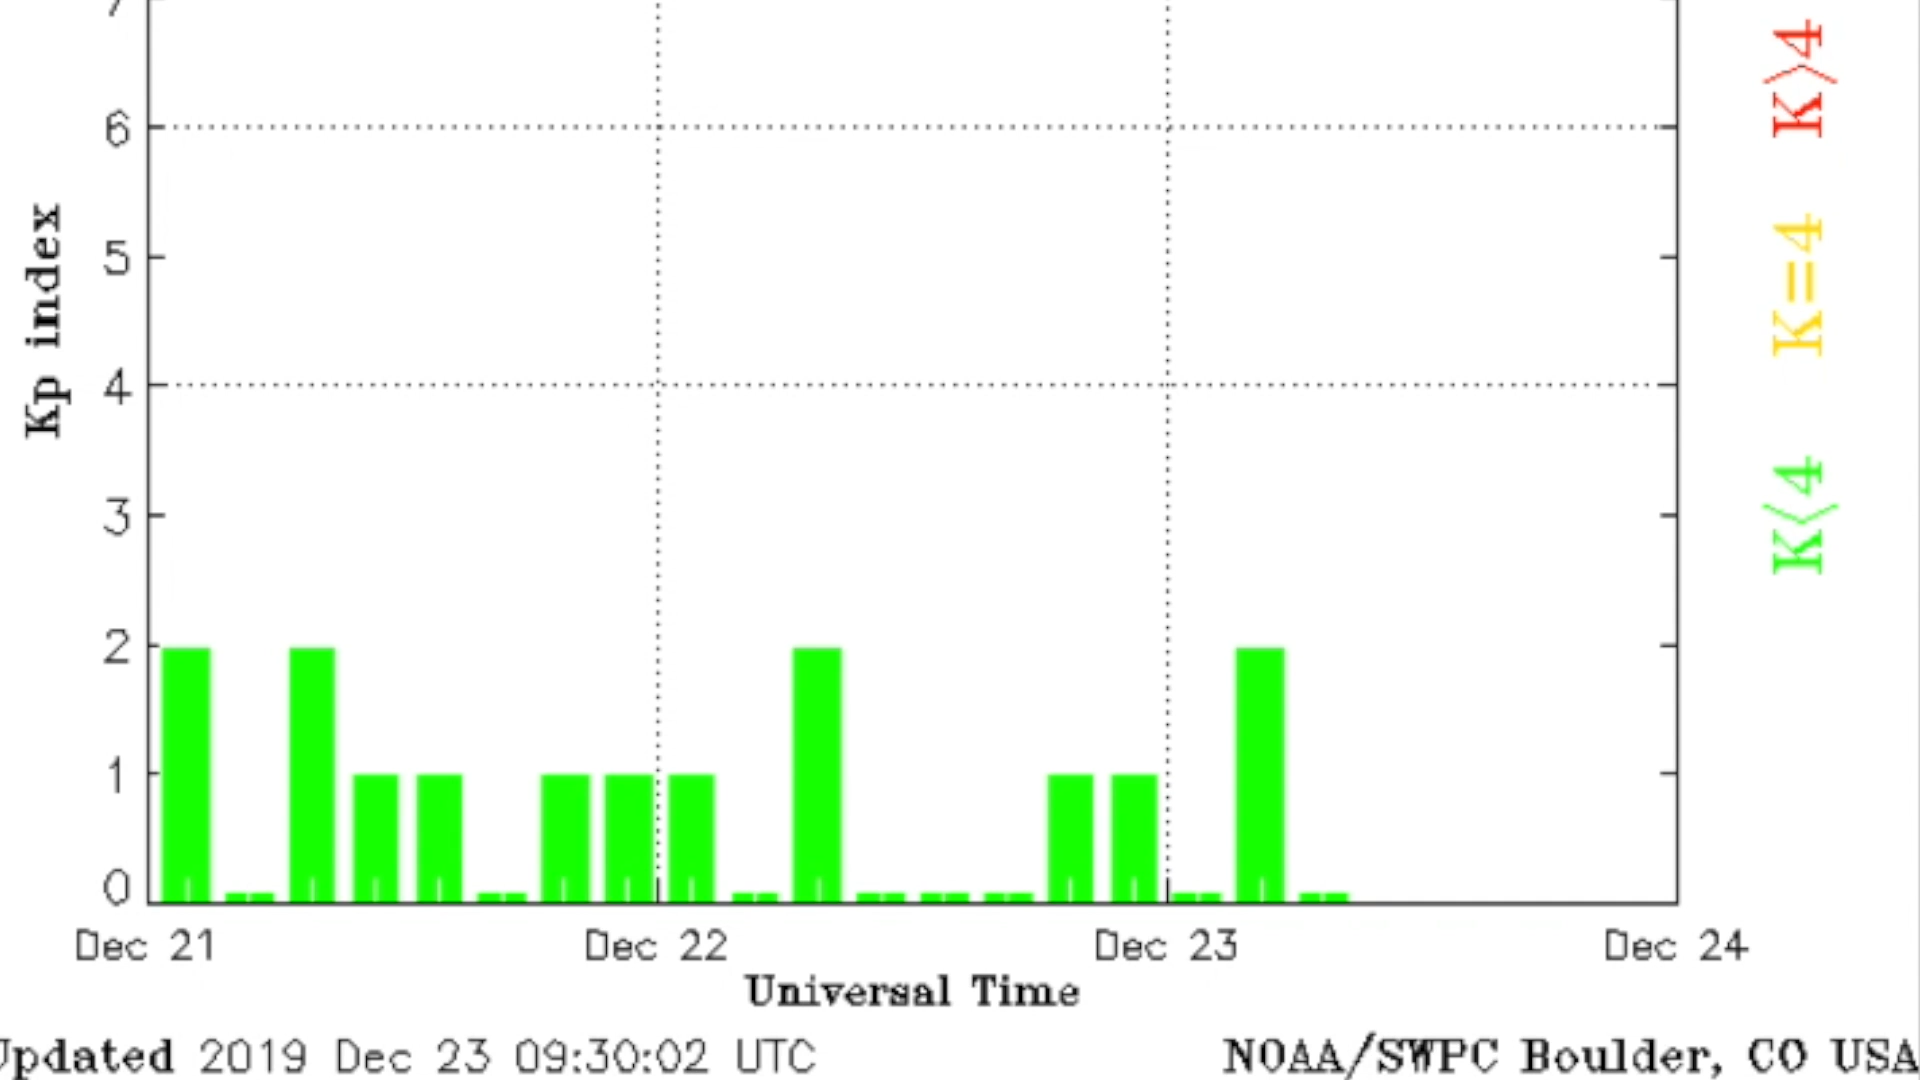 7
6
5
4
3
2
1
0
Kp index
K>4
K=4
K<4
Dec 21 Dec 22 Dec 23 Dec 24
Universal Time
Updated 2019 Dec 23 09:30:02 UTC NOAA/SWPC Boulder, CO USA